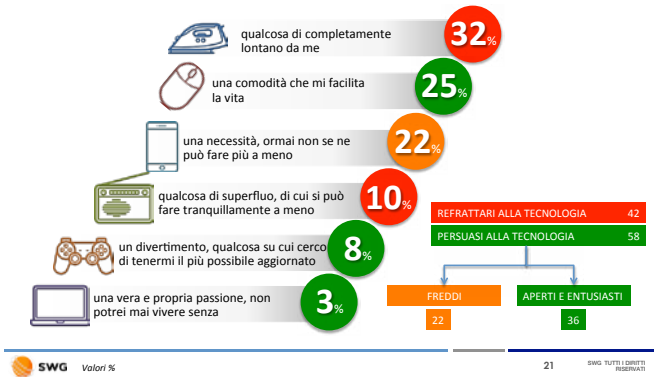 qualcosa di completamente
lontano da me
32%
una comodità che mi facilita
la vita
25%
una necessità, ormai non se ne
può fare più a meno
22%
qualcosa di superfluo, di cui si può
fare tranquillamente a meno
10%
un divertimento, qualcosa su cui cerco
di tenermi il più possibile aggiornato
8%
una vera e propria passione, non
potrei mai vivere senza
3%
REFRATTARI ALLA TECNOLOGIA 42
PERSUASI ALLA TECNOLOGIA 58
FREDDI
APERTI E ENTUSIASTI
22
36
SWG
Valori %
21
SWG TUTTI I DIRITTI
RISERVATI